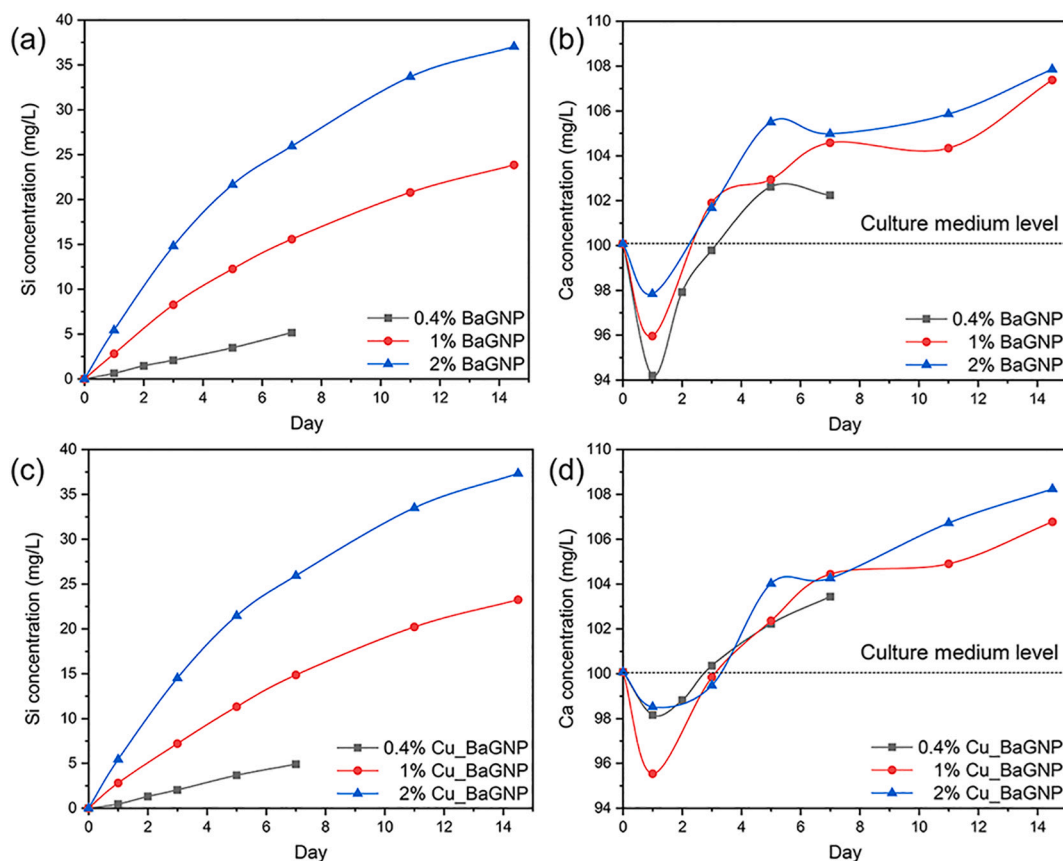 (a)
Si concentration (mg/L)
40
35
30
25
20
15
10
5
0
0.4% BaGNP
1% BaGNP
2% BaGNP
0 2 4 6 8 10 12 14
Day
(b)
Ca concentration (mg/L)
110
108
106
104
102
100
98
96
94
Culture medium level
0.4% BaGNP
1% BaGNP
2% BaGNP
0 2 4 6 8 10 12 14
Day
(c)
Si concentration (mg/L)
40
35
30
25
20
15
10
5
0
0.4% Cu_BaGNP
1% Cu_BaGNP
2% Cu_BaGNP
0 2 4 6 8 10 12 14
Day
(d)
Ca concentration (mg/L)
110
108
106
104
102
100
98
96
94
Culture medium level
0.4% Cu_BaGNP
1% Cu_BaGNP
2% Cu_BaGNP
0 2 4 6 8 10 12 14
Day